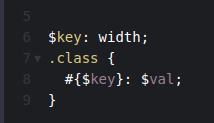 5
6 $key: width;
7 .class {
8 #{$key}: $val;
9 }